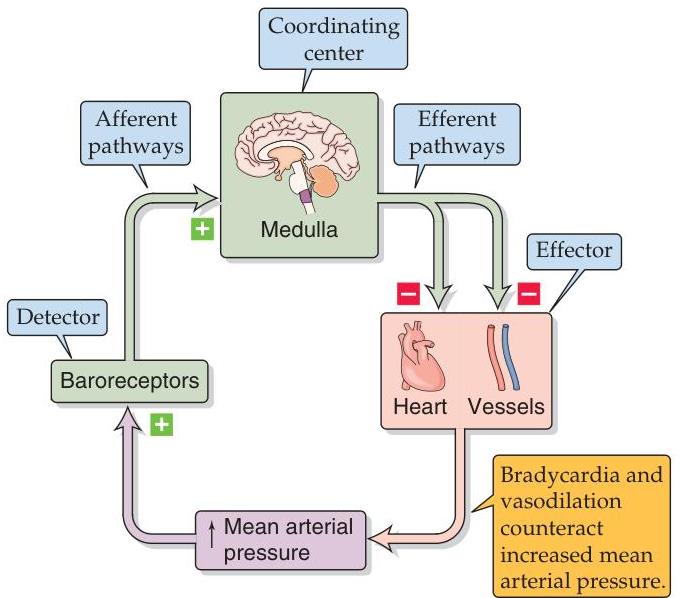 Coordinating
center
Afferent
pathways
Efferent
pathways
Medulla
+
Effector
−
−
Detector
Baroreceptors
Heart
Vessels
+
Bradycardia and
vasodilation
counteract
increased mean
arterial pressure.
↑ Mean arterial
pressure